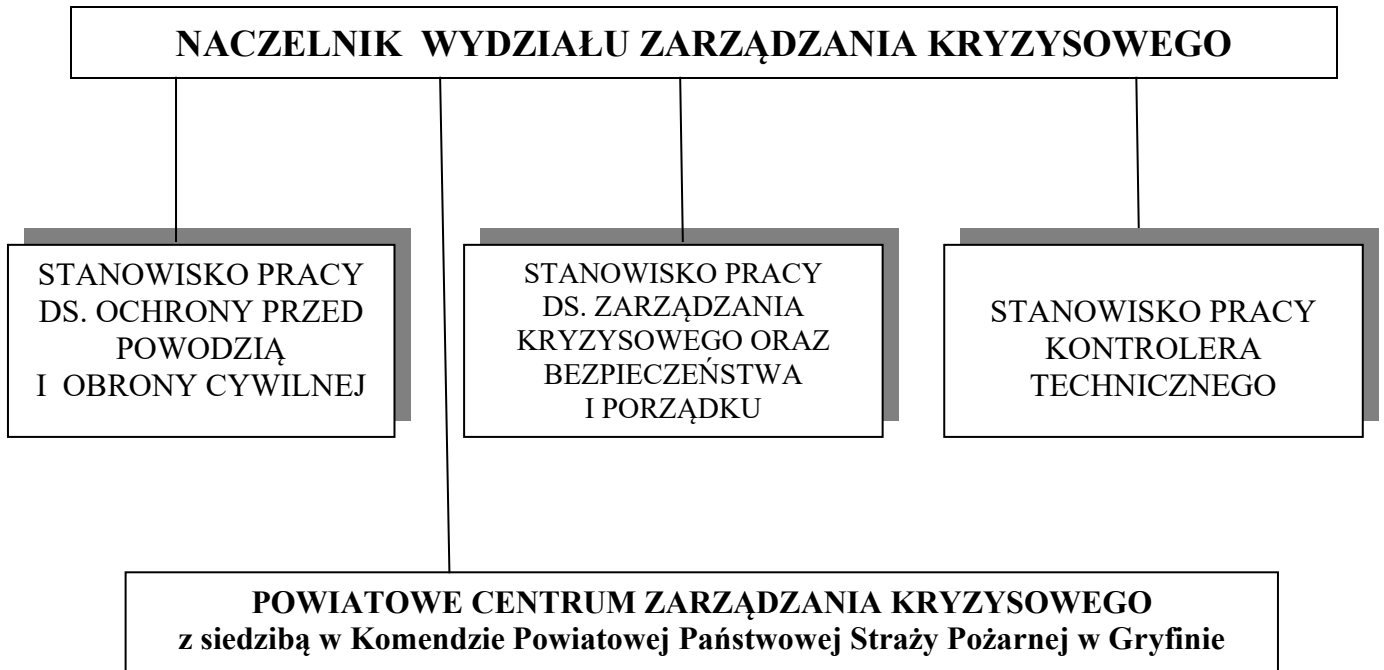 NACZELNIK WYDZIAŁU ZARZĄDZANIA KRYZYSOWEGO
STANOWISKO PRACY
DS. OCHRONY PRZED
POWODZIĄ
I OBRONY CYWILNEJ
STANOWISKO PRACY
DS. ZARZĄDZANIA
KRYZYSOWEGO ORAZ
BEZPIECZEŃSTWA
I PORZĄDKU
STANOWISKO PRACY
KONTROLERA
TECHNICZNEGO
POWIATOWE CENTRUM ZARZĄDZANIA KRYZYSOWEGO
z siedzibą w Komendzie Powiatowej Państwowej Straży Pożarnej w Gryfinie